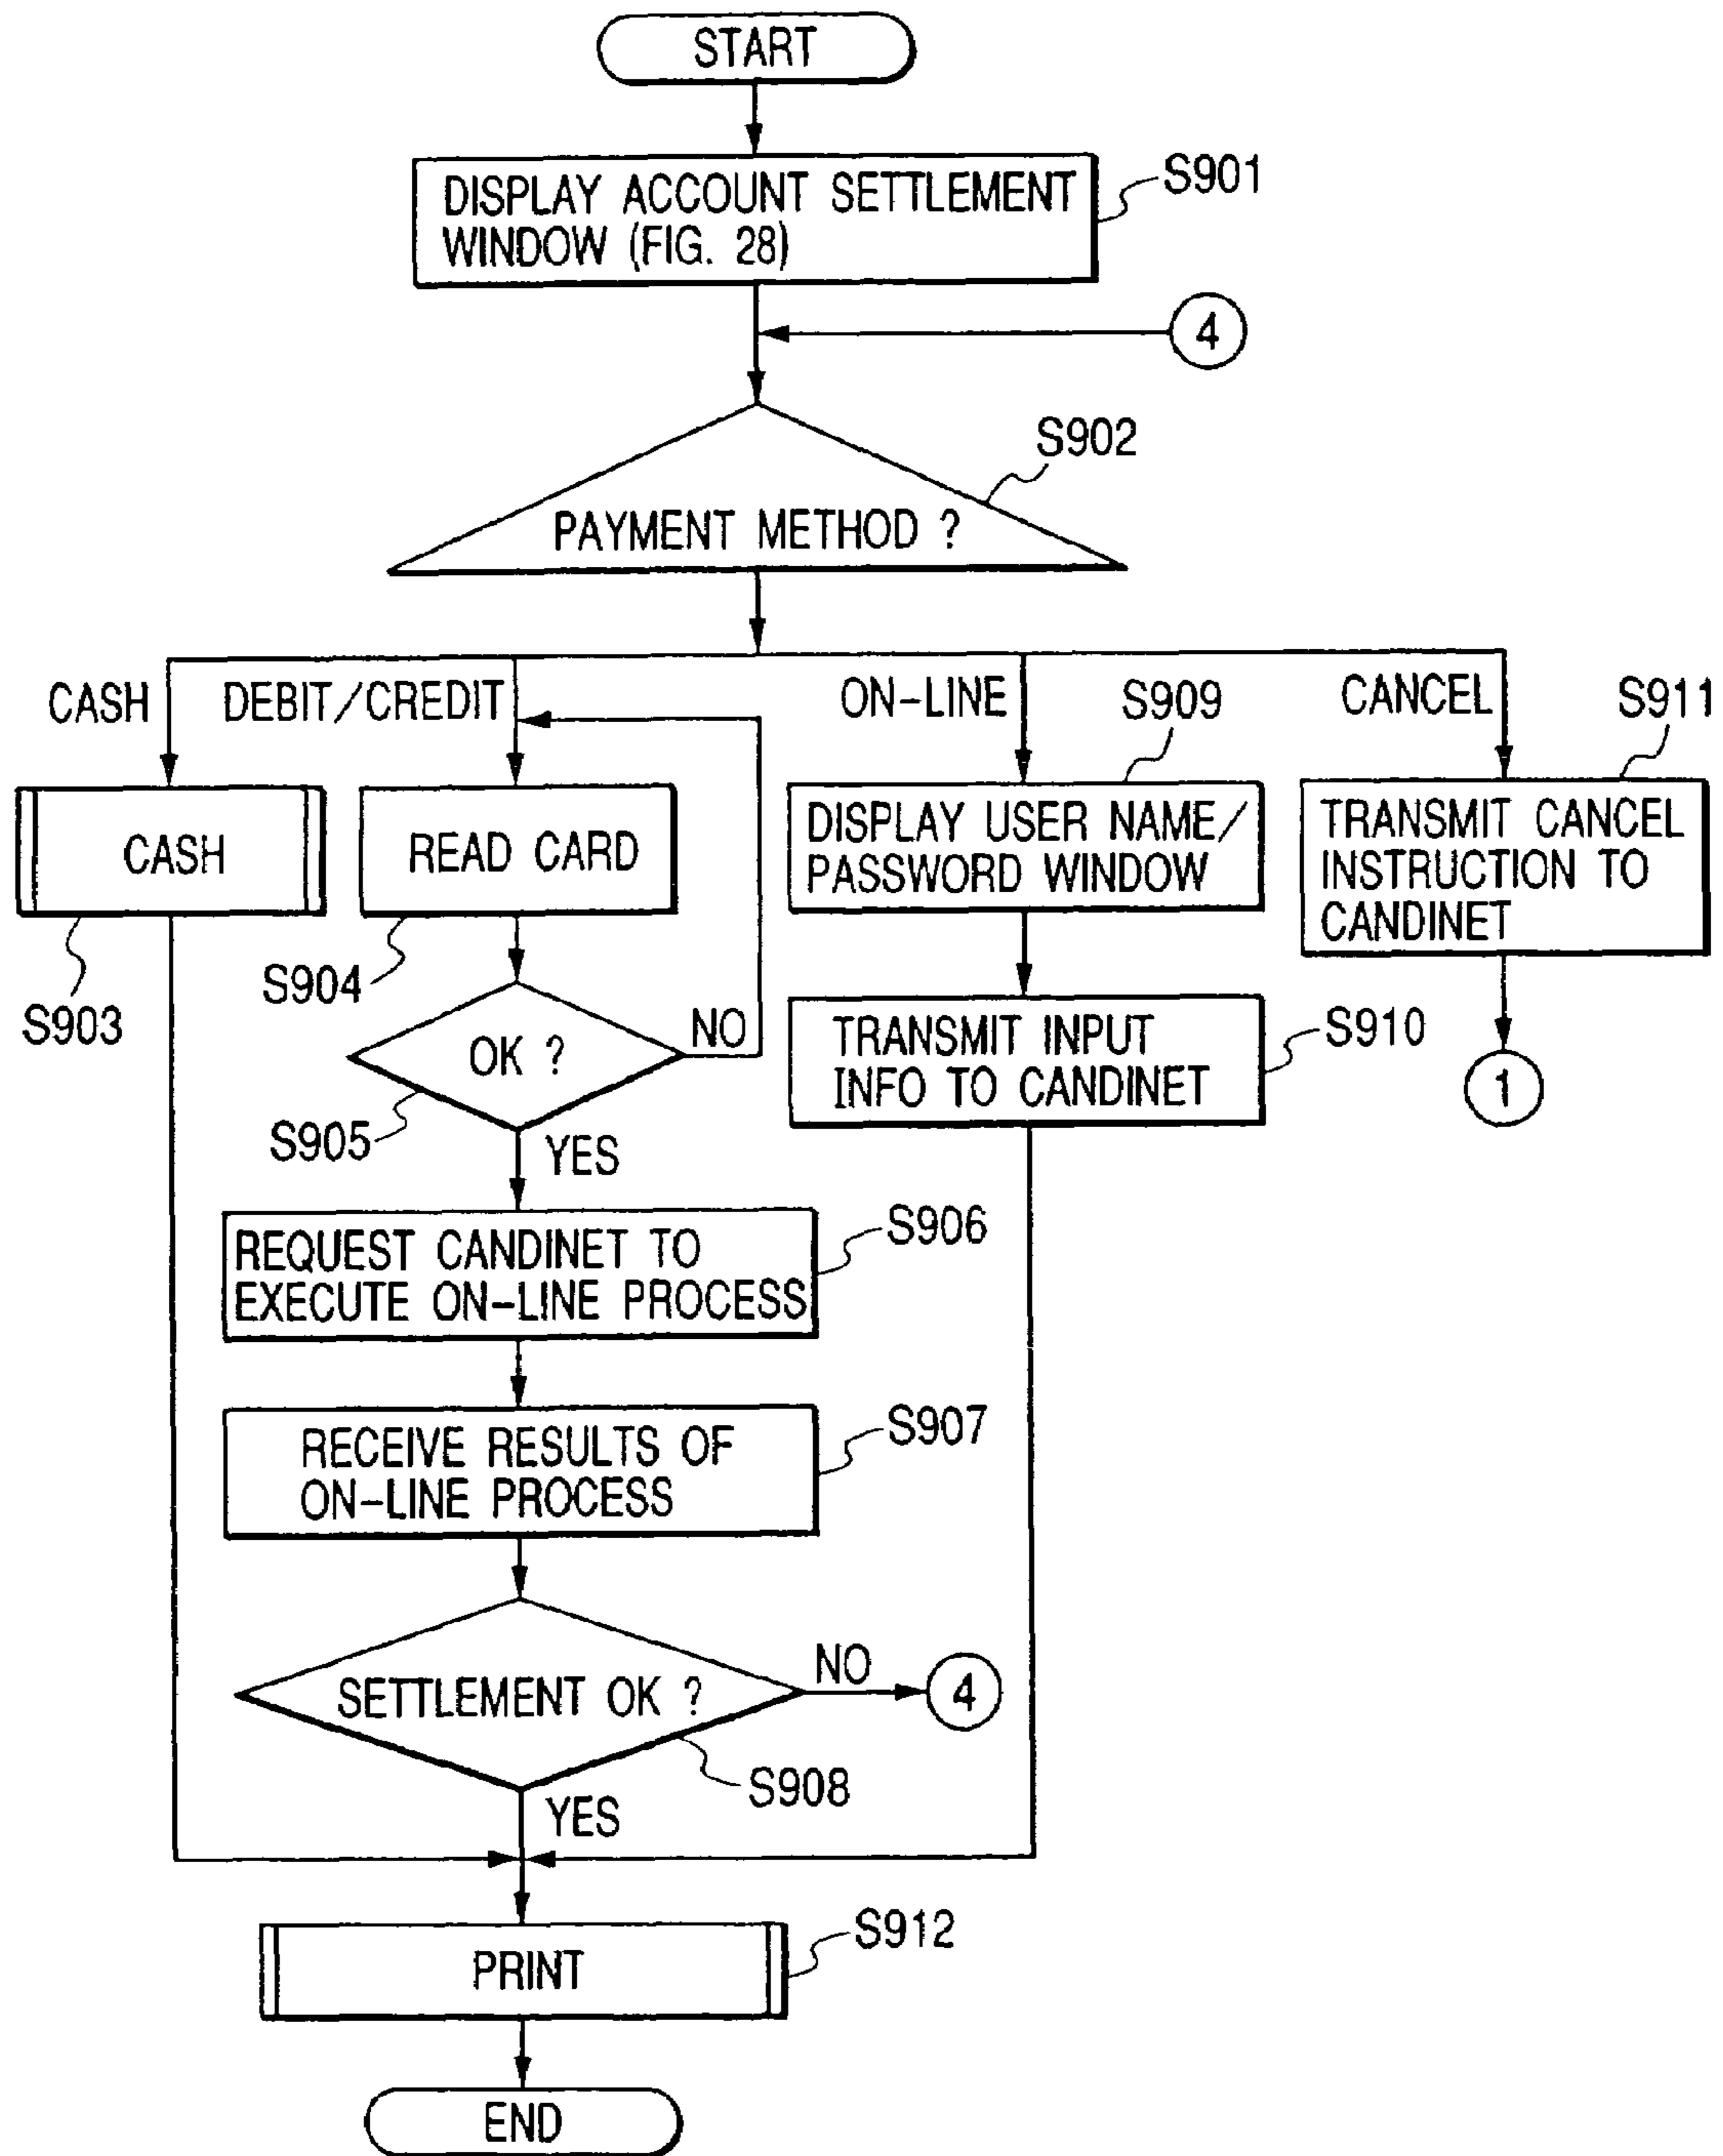 START
DISPLAY ACCOUNT SETTLEMENT
WINDOW (FIG. 28)
S901
4
S902
PAYMENT METHOD ?
CASH
DEBIT/CREDIT
ON-LINE
S909
CANCEL
S911
CASH
READ CARD
DISPLAY USER NAME/
PASSWORD WINDOW
TRANSMIT CANCEL
INSTRUCTION TO
CANDINET
S903
S904
OK ?
NO
S905
YES
TRANSMIT INPUT
INFO TO CANDINET
S910
1
REQUEST CANDINET TO
EXECUTE ON-LINE PROCESS
S906
RECEIVE RESULTS OF
ON-LINE PROCESS
S907
SETTLEMENT OK ?
NO
4
S908
YES
PRINT
S912
END